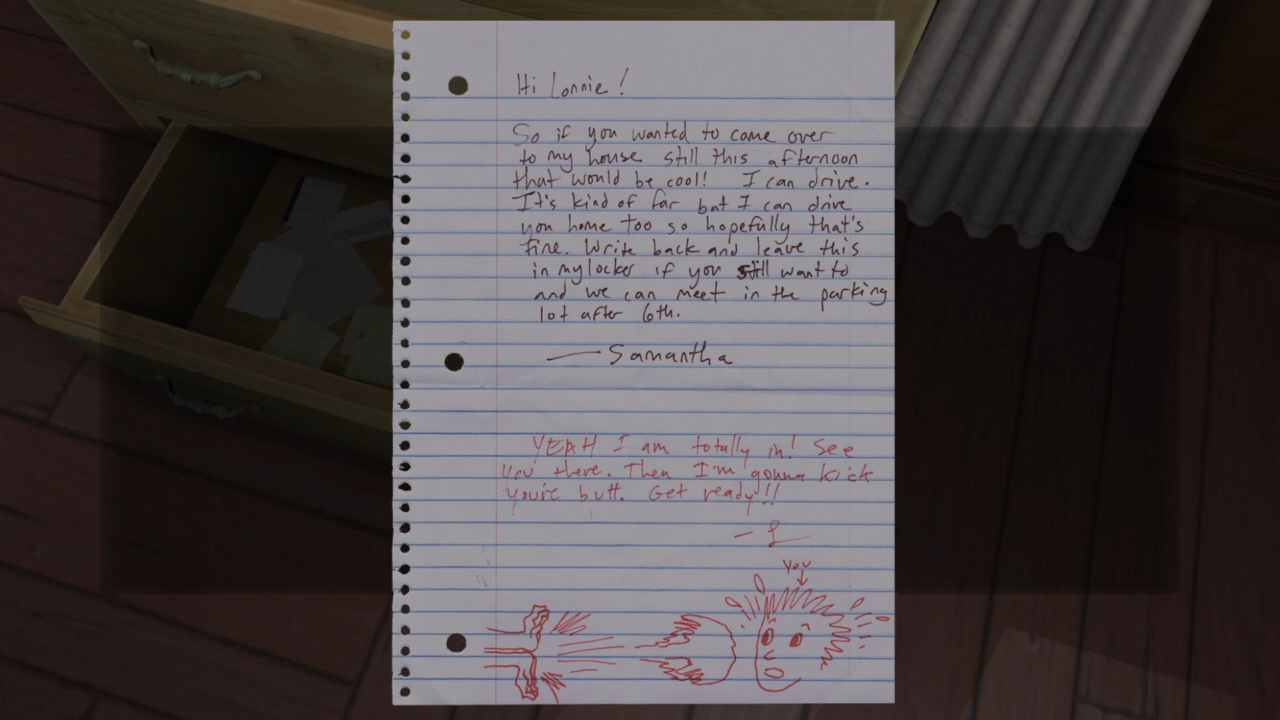 Hi Lonnie!
So if you wanted to come over
to my house still this afternoon
that would be cool! I can drive.
It's kind of far but I can drive
you home too so hopefully that's
fine. Write back and leave this
in my locker if you still want to
and we can meet in the parking
lot after 6th.
— Samantha
YEAH I am totally in! See
you there. Then I'm gonna kick
you're butt. Get ready!!
- L
You